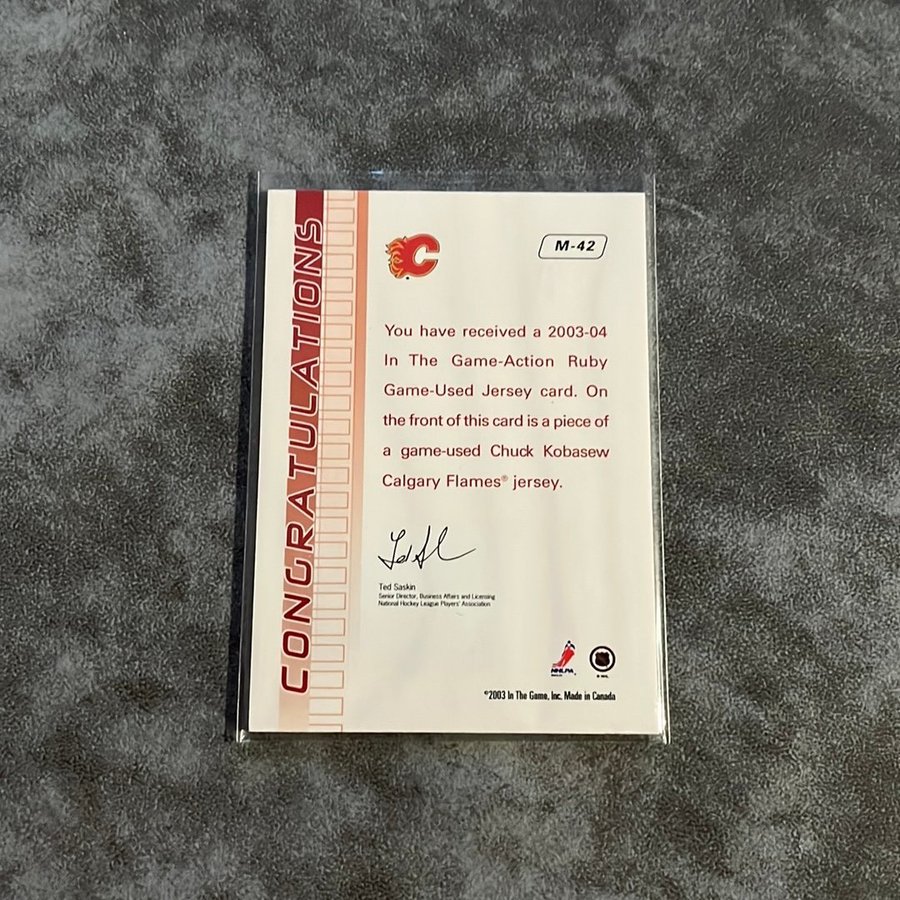 CONGRATULATIONS
C
M-42
You have received a 2003-04
In The Game-Action Ruby
Game-Used Jersey card. On
the front of this card is a piece of
a game-used Chuck Kobasew
Calgary Flames® jersey.
Ted Saskin
Senior Director, Business Affairs and Licensing
National Hockey League Players' Association
NHLPA
© NHL
©2003 In The Game, Inc. Made in Canada